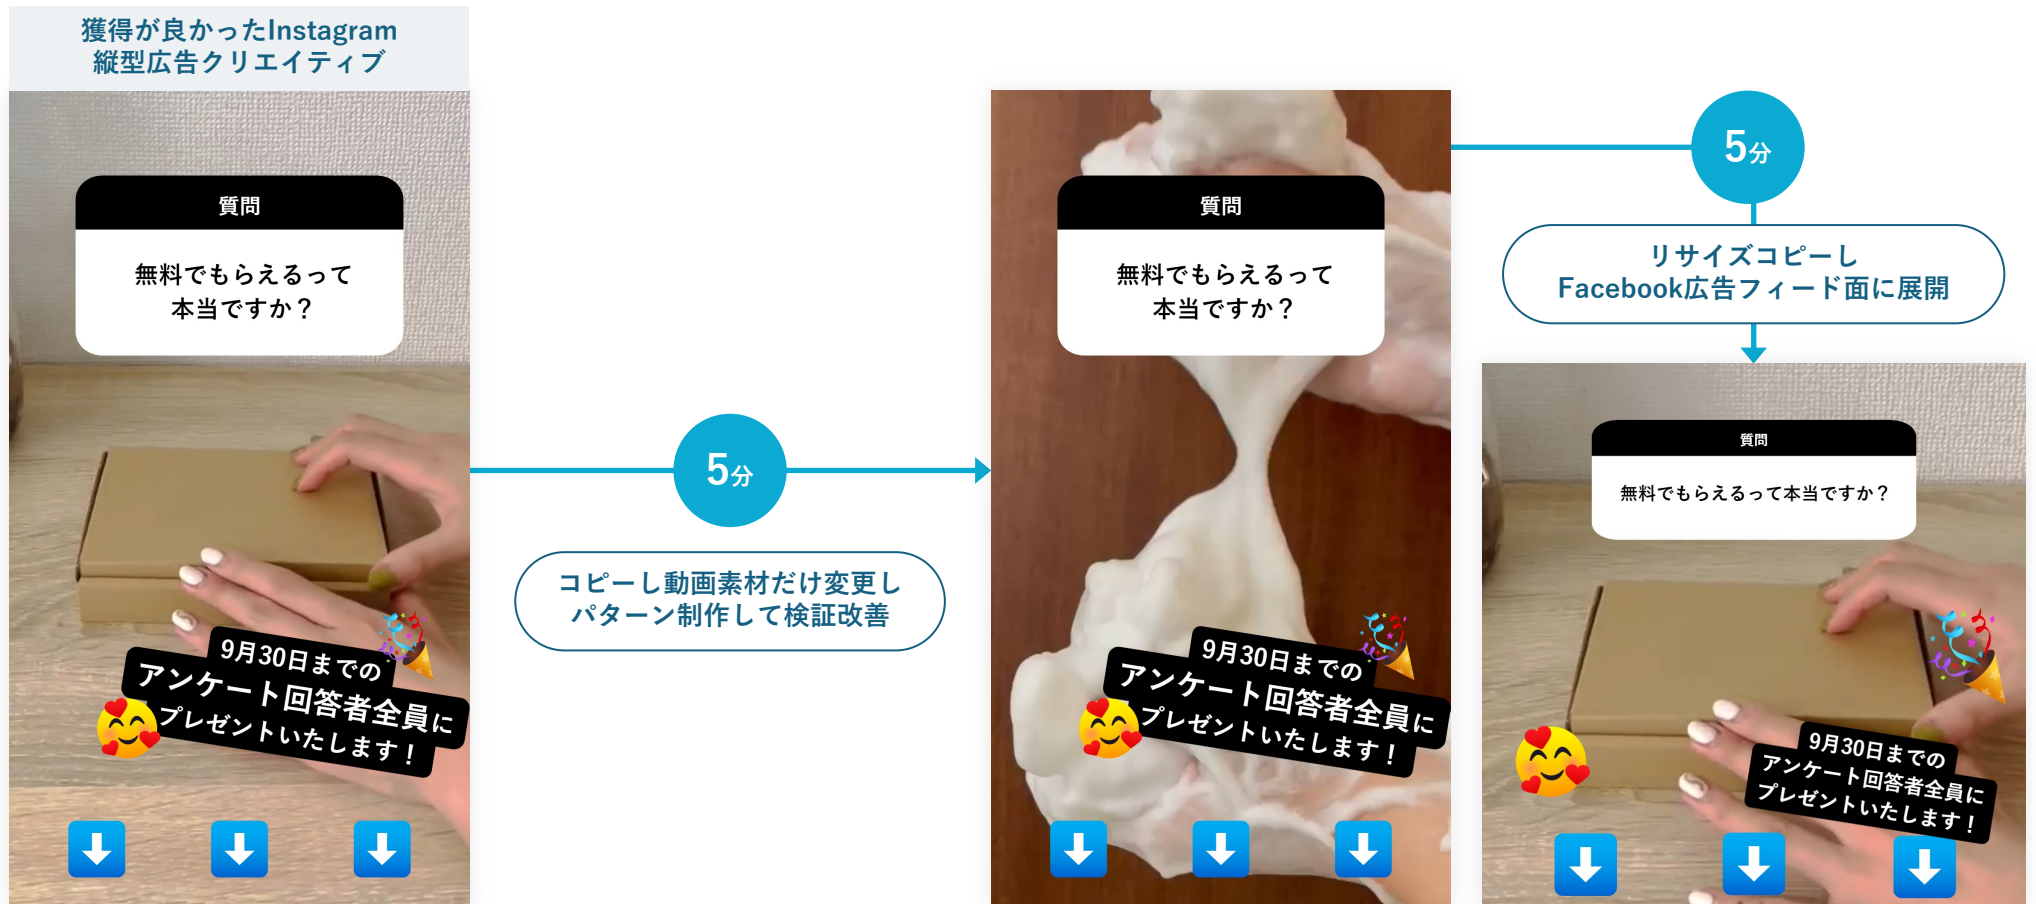 獲得が良かったInstagram
縦型広告クリエイティブ
質問
無料でもらえるって
本当ですか？
9月30日までの
アンケート回答者全員に
プレゼントいたします！
5分
コピーし動画素材だけ変更し
パターン制作して検証改善
質問
無料でもらえるって
本当ですか？
9月30日までの
アンケート回答者全員に
プレゼントいたします！
5分
リサイズコピーし
Facebook広告フィード面に展開
質問
無料でもらえるって本当ですか？
9月30日までの
アンケート回答者全員に
プレゼントいたします！